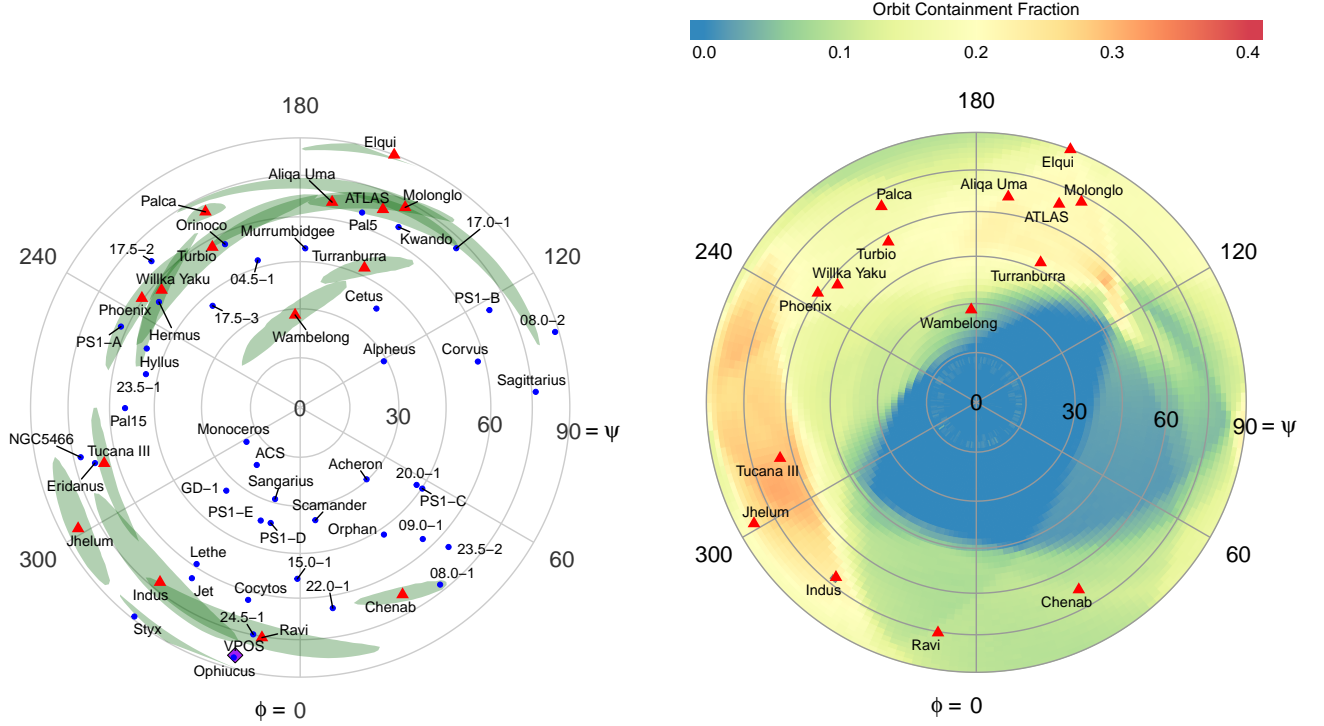 Orbit Containment Fraction
0.0 0.1 0.2 0.3 0.4
180
Elqui
Aliqa Uma
ATLAS
Molonglo
Palca
Orinoco
Murrumbidgee
Pal5
Kwando
17.0−1
17.5−2
Turbio
Turranburra
240
120
04.5−1
Willka Yaku
Cetus
PS1−B
Phoenix
17.5−3
08.0−2
PS1−A
Hermus
Wambelong
Hyllus
Alpheus
Corvus
23.5−1
Sagittarius
Pal15
0
30
60
90 = ψ
Monoceros
NGC5466
Tucana III
ACS
Acheron
20.0−1
Eridanus
GD−1
Sangarius
PS1−C
Scamander
PS1−E
Orphan
09.0−1
PS1−D
Jhelum
Lethe
23.5−2
300
60
15.0−1
08.0−1
Indus
Jet
Cocytos
22.0−1
Chenab
24.5−1
Styx
Ravi
VPOS
Ophiucus
ϕ = 0
180
Elqui
Aliqa Uma
Molonglo
Palca
ATLAS
240
120
Turbio
Willka Yaku
Turranburra
Phoenix
Wambelong
0
30
60
90 = ψ
Tucana III
Jhelum
300
60
Indus
Chenab
Ravi
ϕ = 0